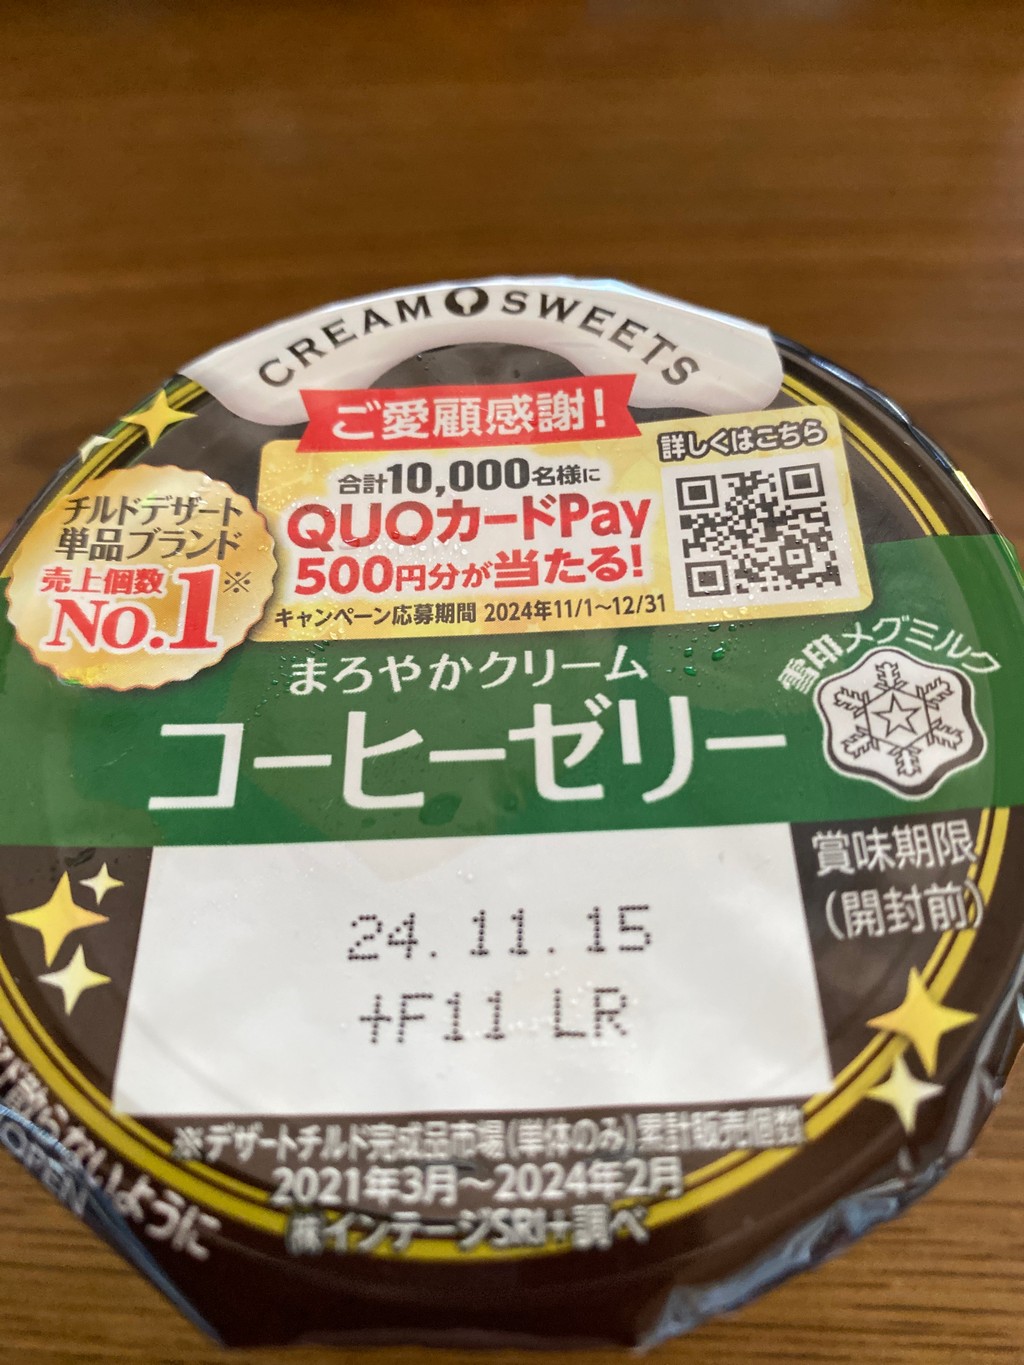 CREAM SWEETS
ご愛顧感謝!
詳しくはこちら
合計10,000名様に
QUOカードPay
500円分が当たる!
キャンペーン応募期間 2024年11/1~12/31
チルドデザート
単品ブランド
売上個数※
No.1
まろやかクリーム
コーヒーゼリー
雪印メグミルク
賞味期限
(開封前)
24.11.15
+F11 LR
※デザートチルド完成品市場(単体のみ)累計販売個数
2021年3月~2024年2月
㈱インテージSRI+調べ
散らないように
OPEN